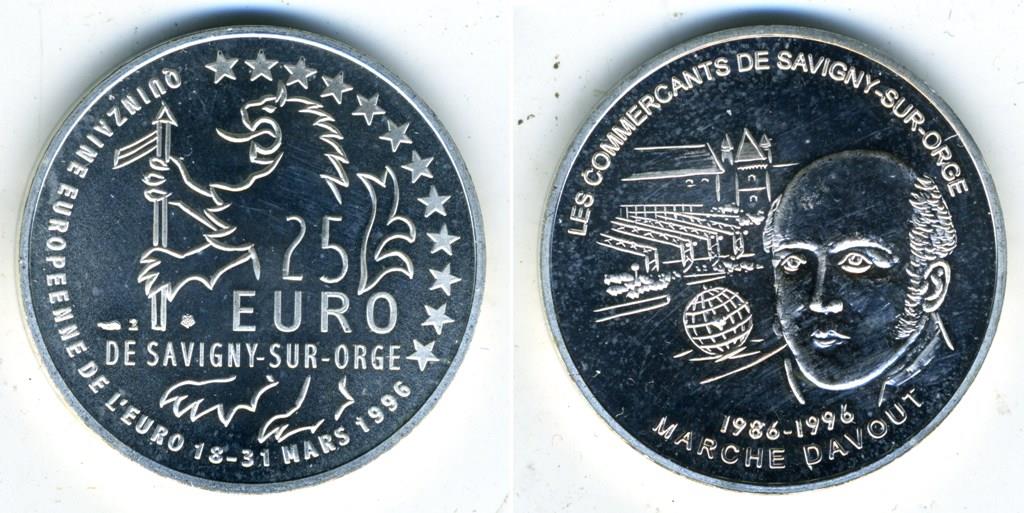 QUINZAINE EUROPEENNE DE L'EURO 18-31 MARS 1996
25
EURO
DE SAVIGNY-SUR-ORGE
2
LES COMMERCANTS DE SAVIGNY-SUR-ORGE
1986-1996
MARCHE DAVOUT